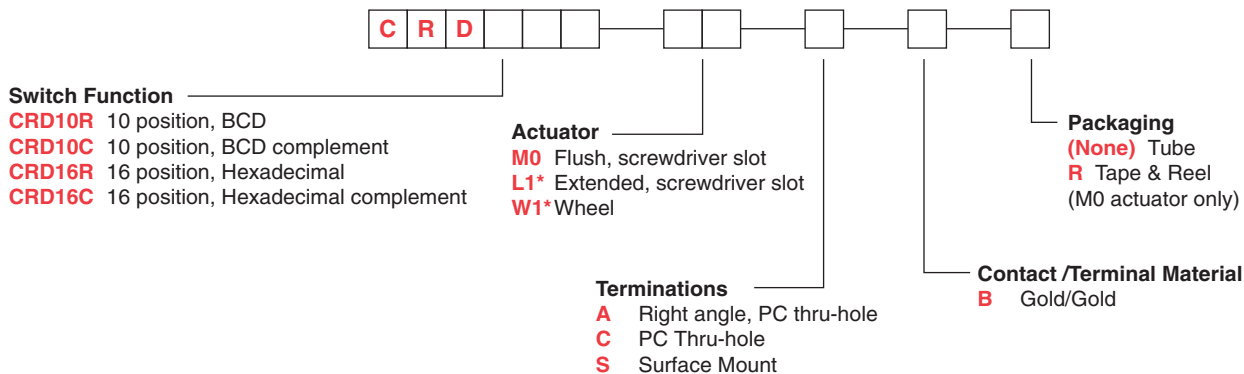 C R D
Switch Function
CRD10R 10 position, BCD
CRD10C 10 position, BCD complement
CRD16R 16 position, Hexadecimal
CRD16C 16 position, Hexadecimal complement
Actuator
M0 Flush, screwdriver slot
L1* Extended, screwdriver slot
W1* Wheel
Packaging
(None) Tube
R Tape & Reel
(M0 actuator only)
Terminations
A Right angle, PC thru-hole
C PC Thru-hole
S Surface Mount
Contact /Terminal Material
B Gold/Gold